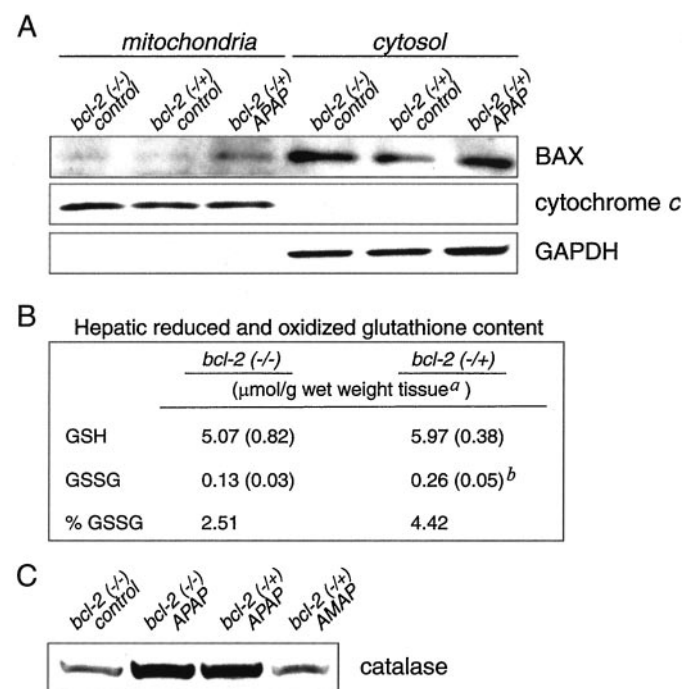 A
mitochondria cytosol
bcl-2 (-/-) control bcl-2 (-/+) control bcl-2 (-/+) APAP bcl-2 (-/-) control bcl-2 (-/+) control bcl-2 (-/+) APAP
BAX
cytochrome c
GAPDH
B
Hepatic reduced and oxidized glutathione content
bcl-2 (-/-) bcl-2 (-/+)
(μmol/g wet weight tissue a )
GSH 5.07 (0.82) 5.97 (0.38)
GSSG 0.13 (0.03) 0.26 (0.05) b
% GSSG 2.51 4.42
C
bcl-2 (-/-) control bcl-2 (-/-) APAP bcl-2 (-/+) APAP bcl-2 (-/+) AMAP
catalase